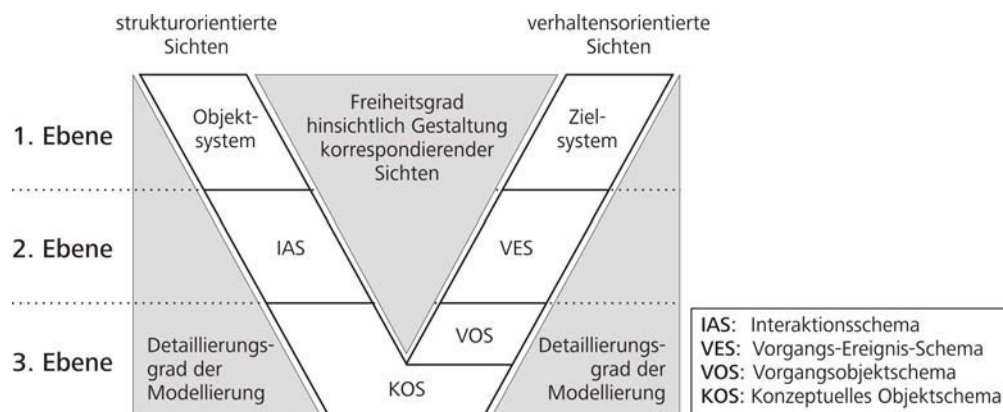 strukturorientierte
Sichten
verhaltensorientierte
Sichten
1. Ebene
Objekt-
system
Freiheitsgrad
hinsichtlich Gestaltung
korrespondierender
Sichten
Ziel-
system
2. Ebene
IAS
VES
3. Ebene
Detaillierungs-
grad der
Modellierung
VOS
KOS
Detaillierungs-
grad der
Modellierung
IAS: Interaktionsschema
VES: Vorgangs-Ereignis-Schema
VOS: Vorgangsobjektschema
KOS: Konzeptuelles Objektschema